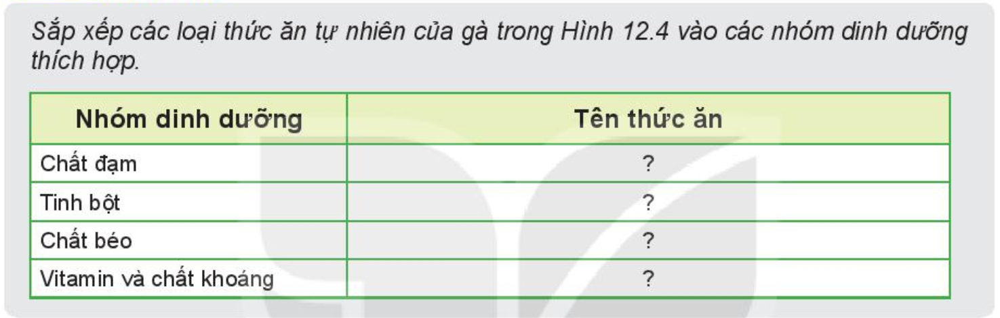 Sắp xếp các loại thức ăn tự nhiên của gà trong Hình 12.4 vào các nhóm dinh dưỡng
thích hợp.
Nhóm dinh dưỡng Tên thức ăn
Chất đạm ?
Tinh bột ?
Chất béo ?
Vitamin và chất khoáng ?